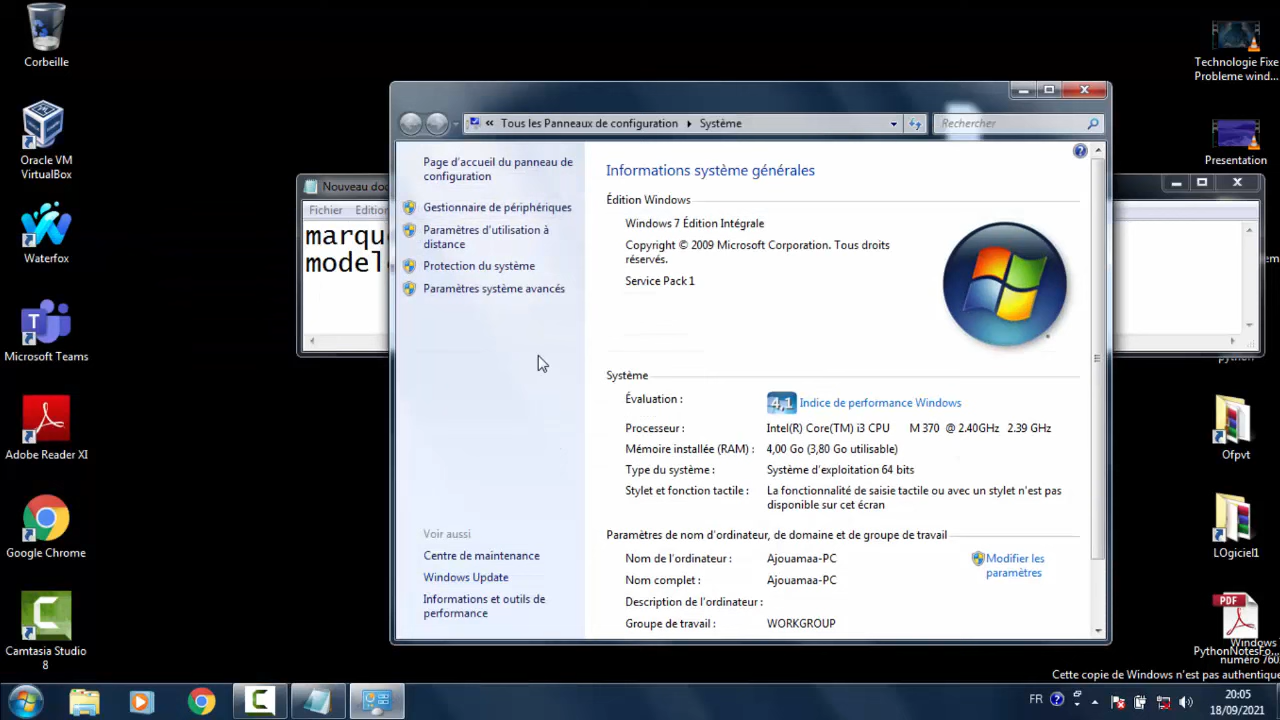 Corbeille
Oracle VM
VirtualBox
Waterfox
Microsoft Teams
Adobe Reader XI
Google Chrome
Camtasia Studio
8
Nouveau doc
Fichier Edition
marqu
model
Tous les Panneaux de configuration Système
Rechercher
Page d'accueil du panneau de
configuration
Gestionnaire de périphériques
Paramètres d'utilisation à
distance
Protection du système
Paramètres système avancés
Voir aussi
Centre de maintenance
Windows Update
Informations et outils de
performance
Informations système générales
Édition Windows
Windows 7 Édition Intégrale
Copyright © 2009 Microsoft Corporation. Tous droits
réservés.
Service Pack 1
Système
Évaluation : 4,1 Indice de performance Windows
Processeur : Intel(R) Core(TM) i3 CPU M 370 @ 2.40GHz 2.39 GHz
Mémoire installée (RAM) : 4,00 Go (3,80 Go utilisable)
Type du système : Système d'exploitation 64 bits
Stylet et fonction tactile : La fonctionnalité de saisie tactile ou avec un stylet n'est pas
disponible sur cet écran
Paramètres de nom d'ordinateur, de domaine et de groupe de travail
Nom de l'ordinateur : Ajouamaa-PC
Modifier les
paramètres
Nom complet : Ajouamaa-PC
Description de l'ordinateur :
Groupe de travail : WORKGROUP
Technologie Fixe
Probleme wind...
Presentation
python
Ofpvt
LOgiciel1
PDF
Windows
PythonNotesFo...
numéro 760
Cette copie de Windows n'est pas authentique
FR
20:05
18/09/2021